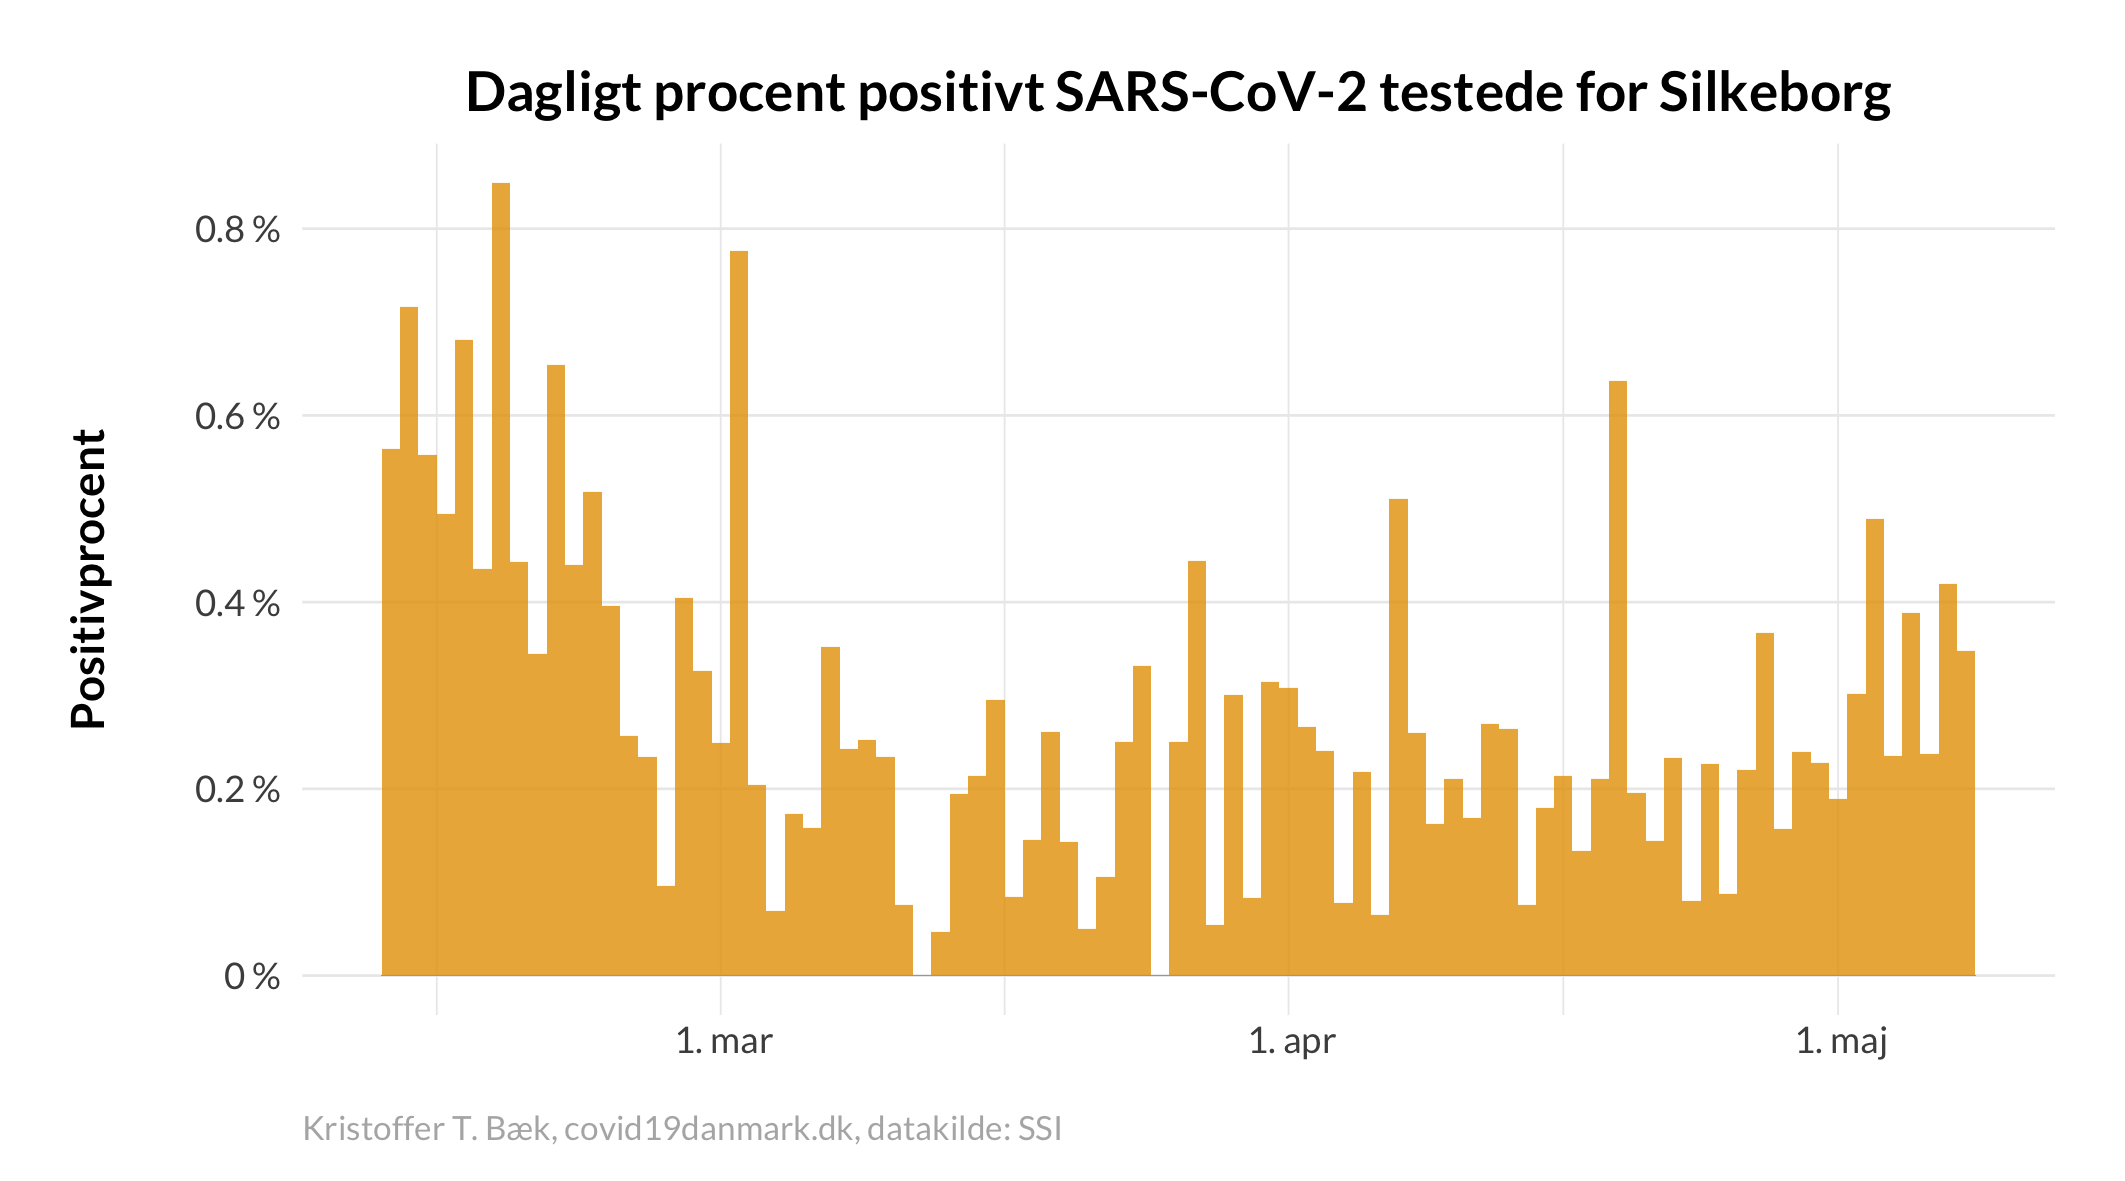 Dagligt procent positivt SARS-CoV-2 testede for Silkeborg
Positivprocent
0.8 %
0.6 %
0.4 %
0.2 %
0 %
1. mar
1. apr
1. maj
Kristoffer T. Bæk, covid19danmark.dk, datakilde: SSI